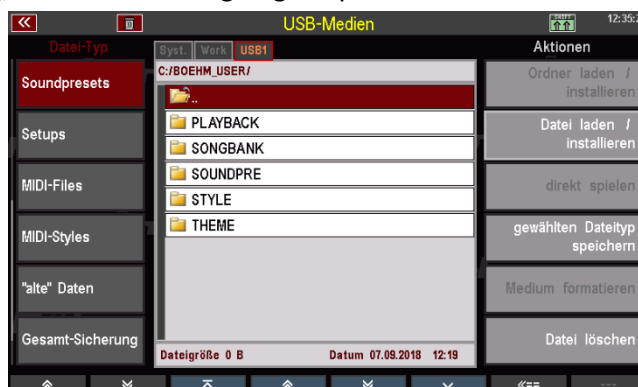 USB-Medien
12:35:
Datei-Typ
Syst. Work USB1
Aktionen
C:/BOEHM_USER/
Soundpresets
Ordner laden /
installieren
..
PLAYBACK
Setups
Datei laden /
installieren
SONGBANK
SOUNDPRE
MIDI-Files
direkt spielen
STYLE
THEME
MIDI-Styles
gewählten Dateityp
speichern
"alte" Daten
Medium formatieren
Gesamt-Sicherung
Datei löschen
Dateigröße 0 B Datum 07.09.2018 12:19